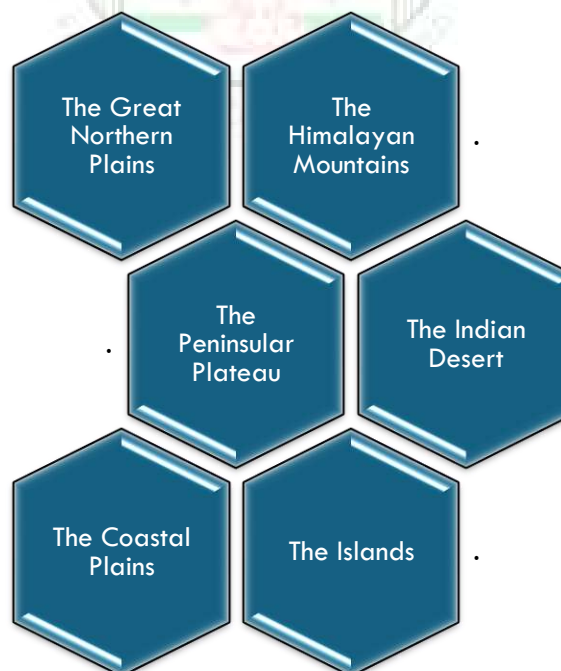 The Great
Northern
Plains
The
Himalayan
Mountains
.
.
The
Peninsular
Plateau
The Indian
Desert
The Coastal
Plains
The Islands
.